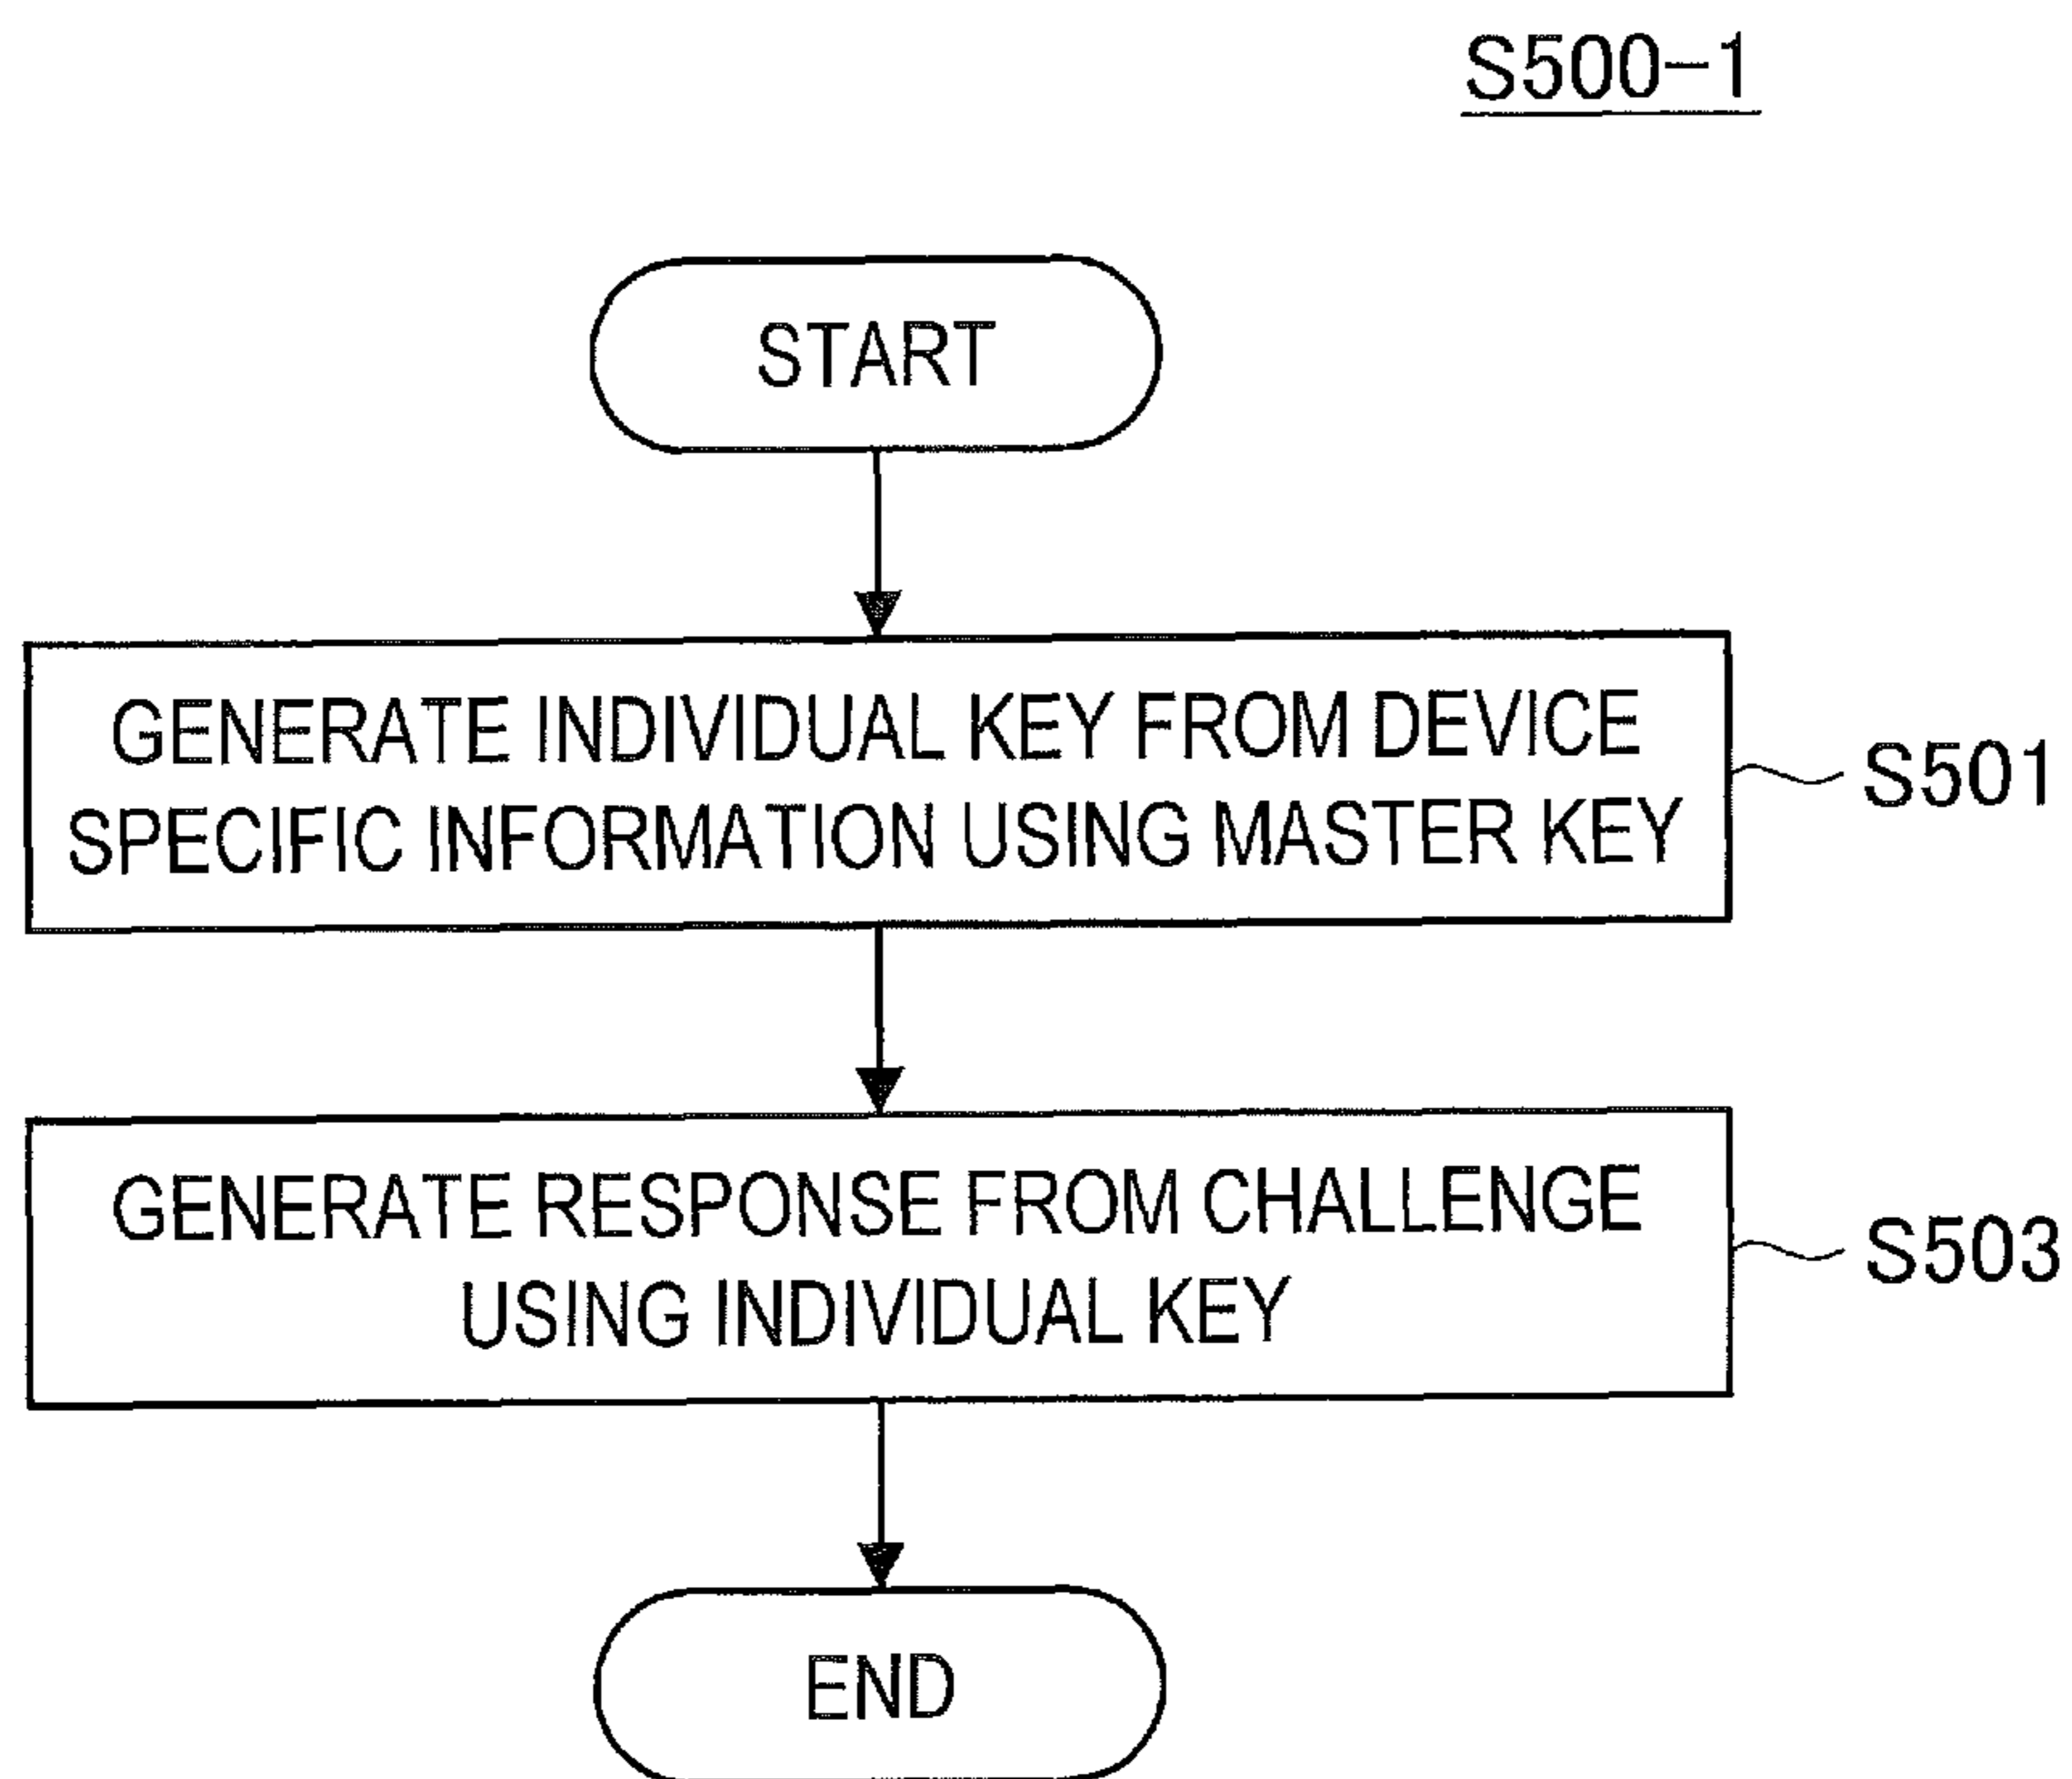 S500-1
START
GENERATE INDIVIDUAL KEY FROM DEVICE
SPECIFIC INFORMATION USING MASTER KEY
S501
GENERATE RESPONSE FROM CHALLENGE
USING INDIVIDUAL KEY
S503
END